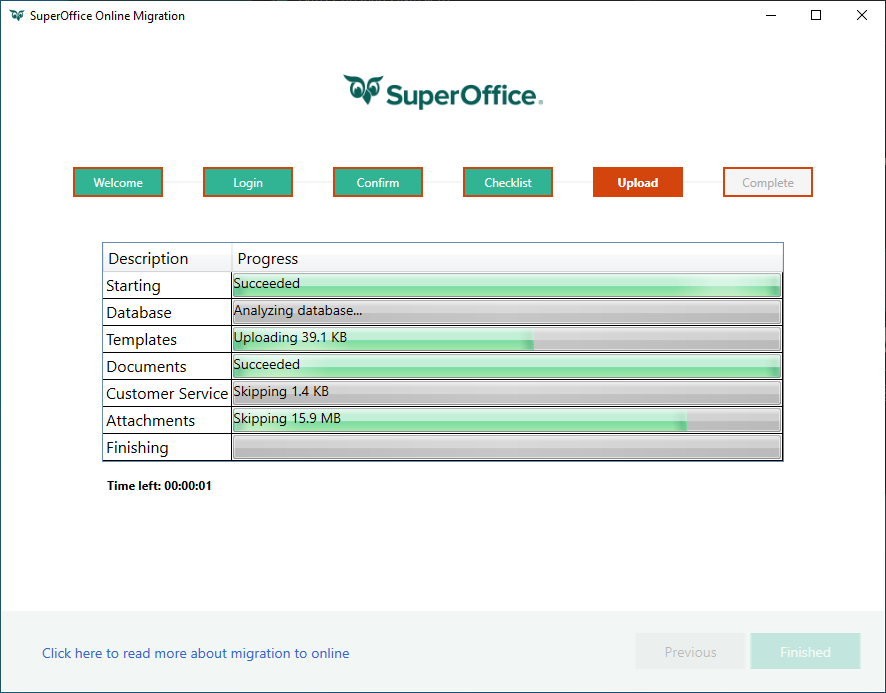 SuperOffice Online Migration
SuperOffice®
Welcome Login Confirm Checklist Upload Complete
Description Progress
Starting Succeeded
Database Analyzing database...
Templates Uploading 39.1 KB
Documents Succeeded
Customer Service Skipping 1.4 KB
Attachments Skipping 15.9 MB
Finishing
Time left: 00:00:01
Click here to read more about migration to online
Previous Finished